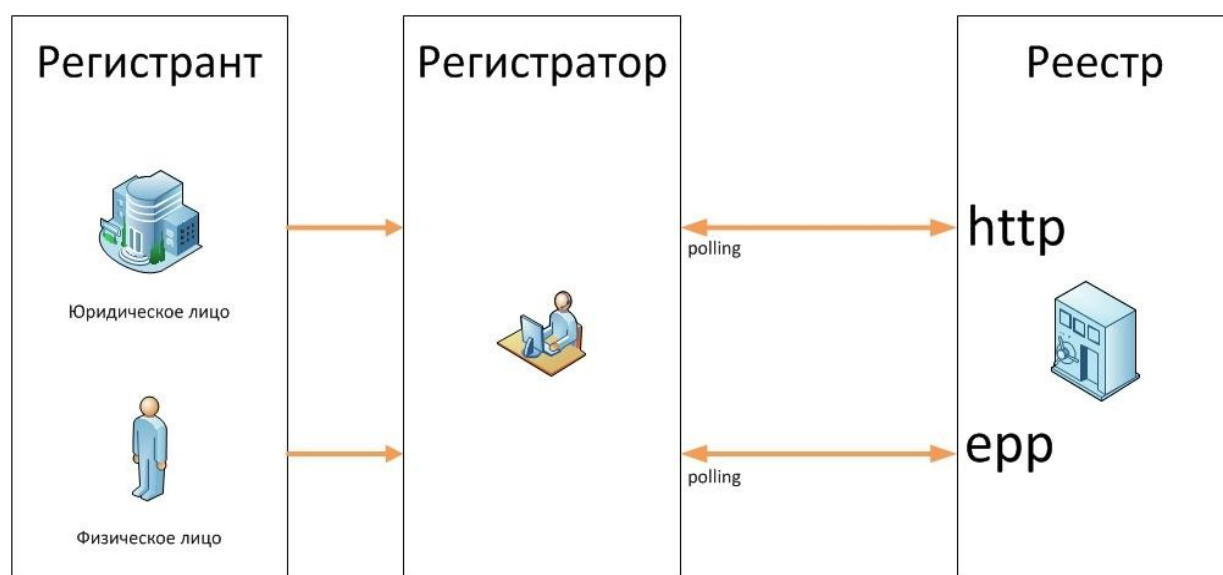 Регистрант
Регистратор
Реестр
http
polling
Юридическое лицо
epp
polling
Физическое лицо